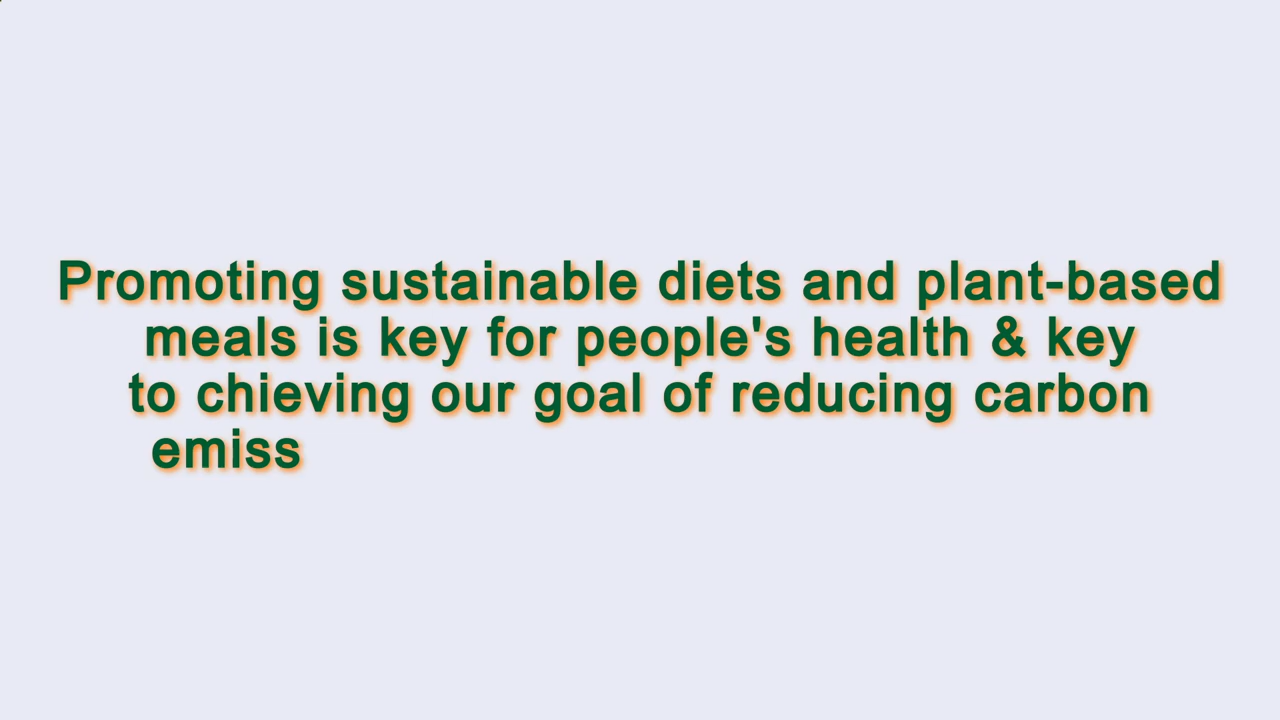 Promoting sustainable diets and plant-based
meals is key for people's health & key
to chieving our goal of reducing carbon
emiss